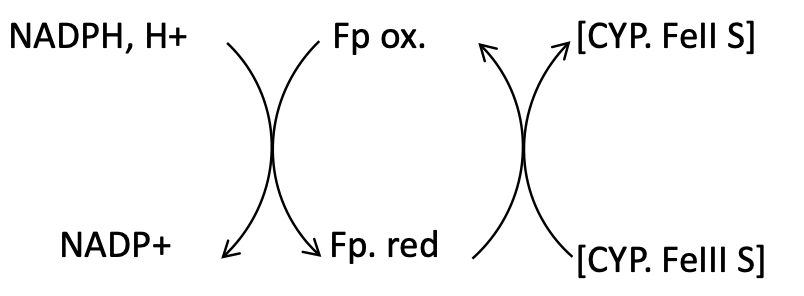 NADPH, H+ Fp ox. [CYP. FeII S]
NADP+ Fp. red [CYP. FeIII S]